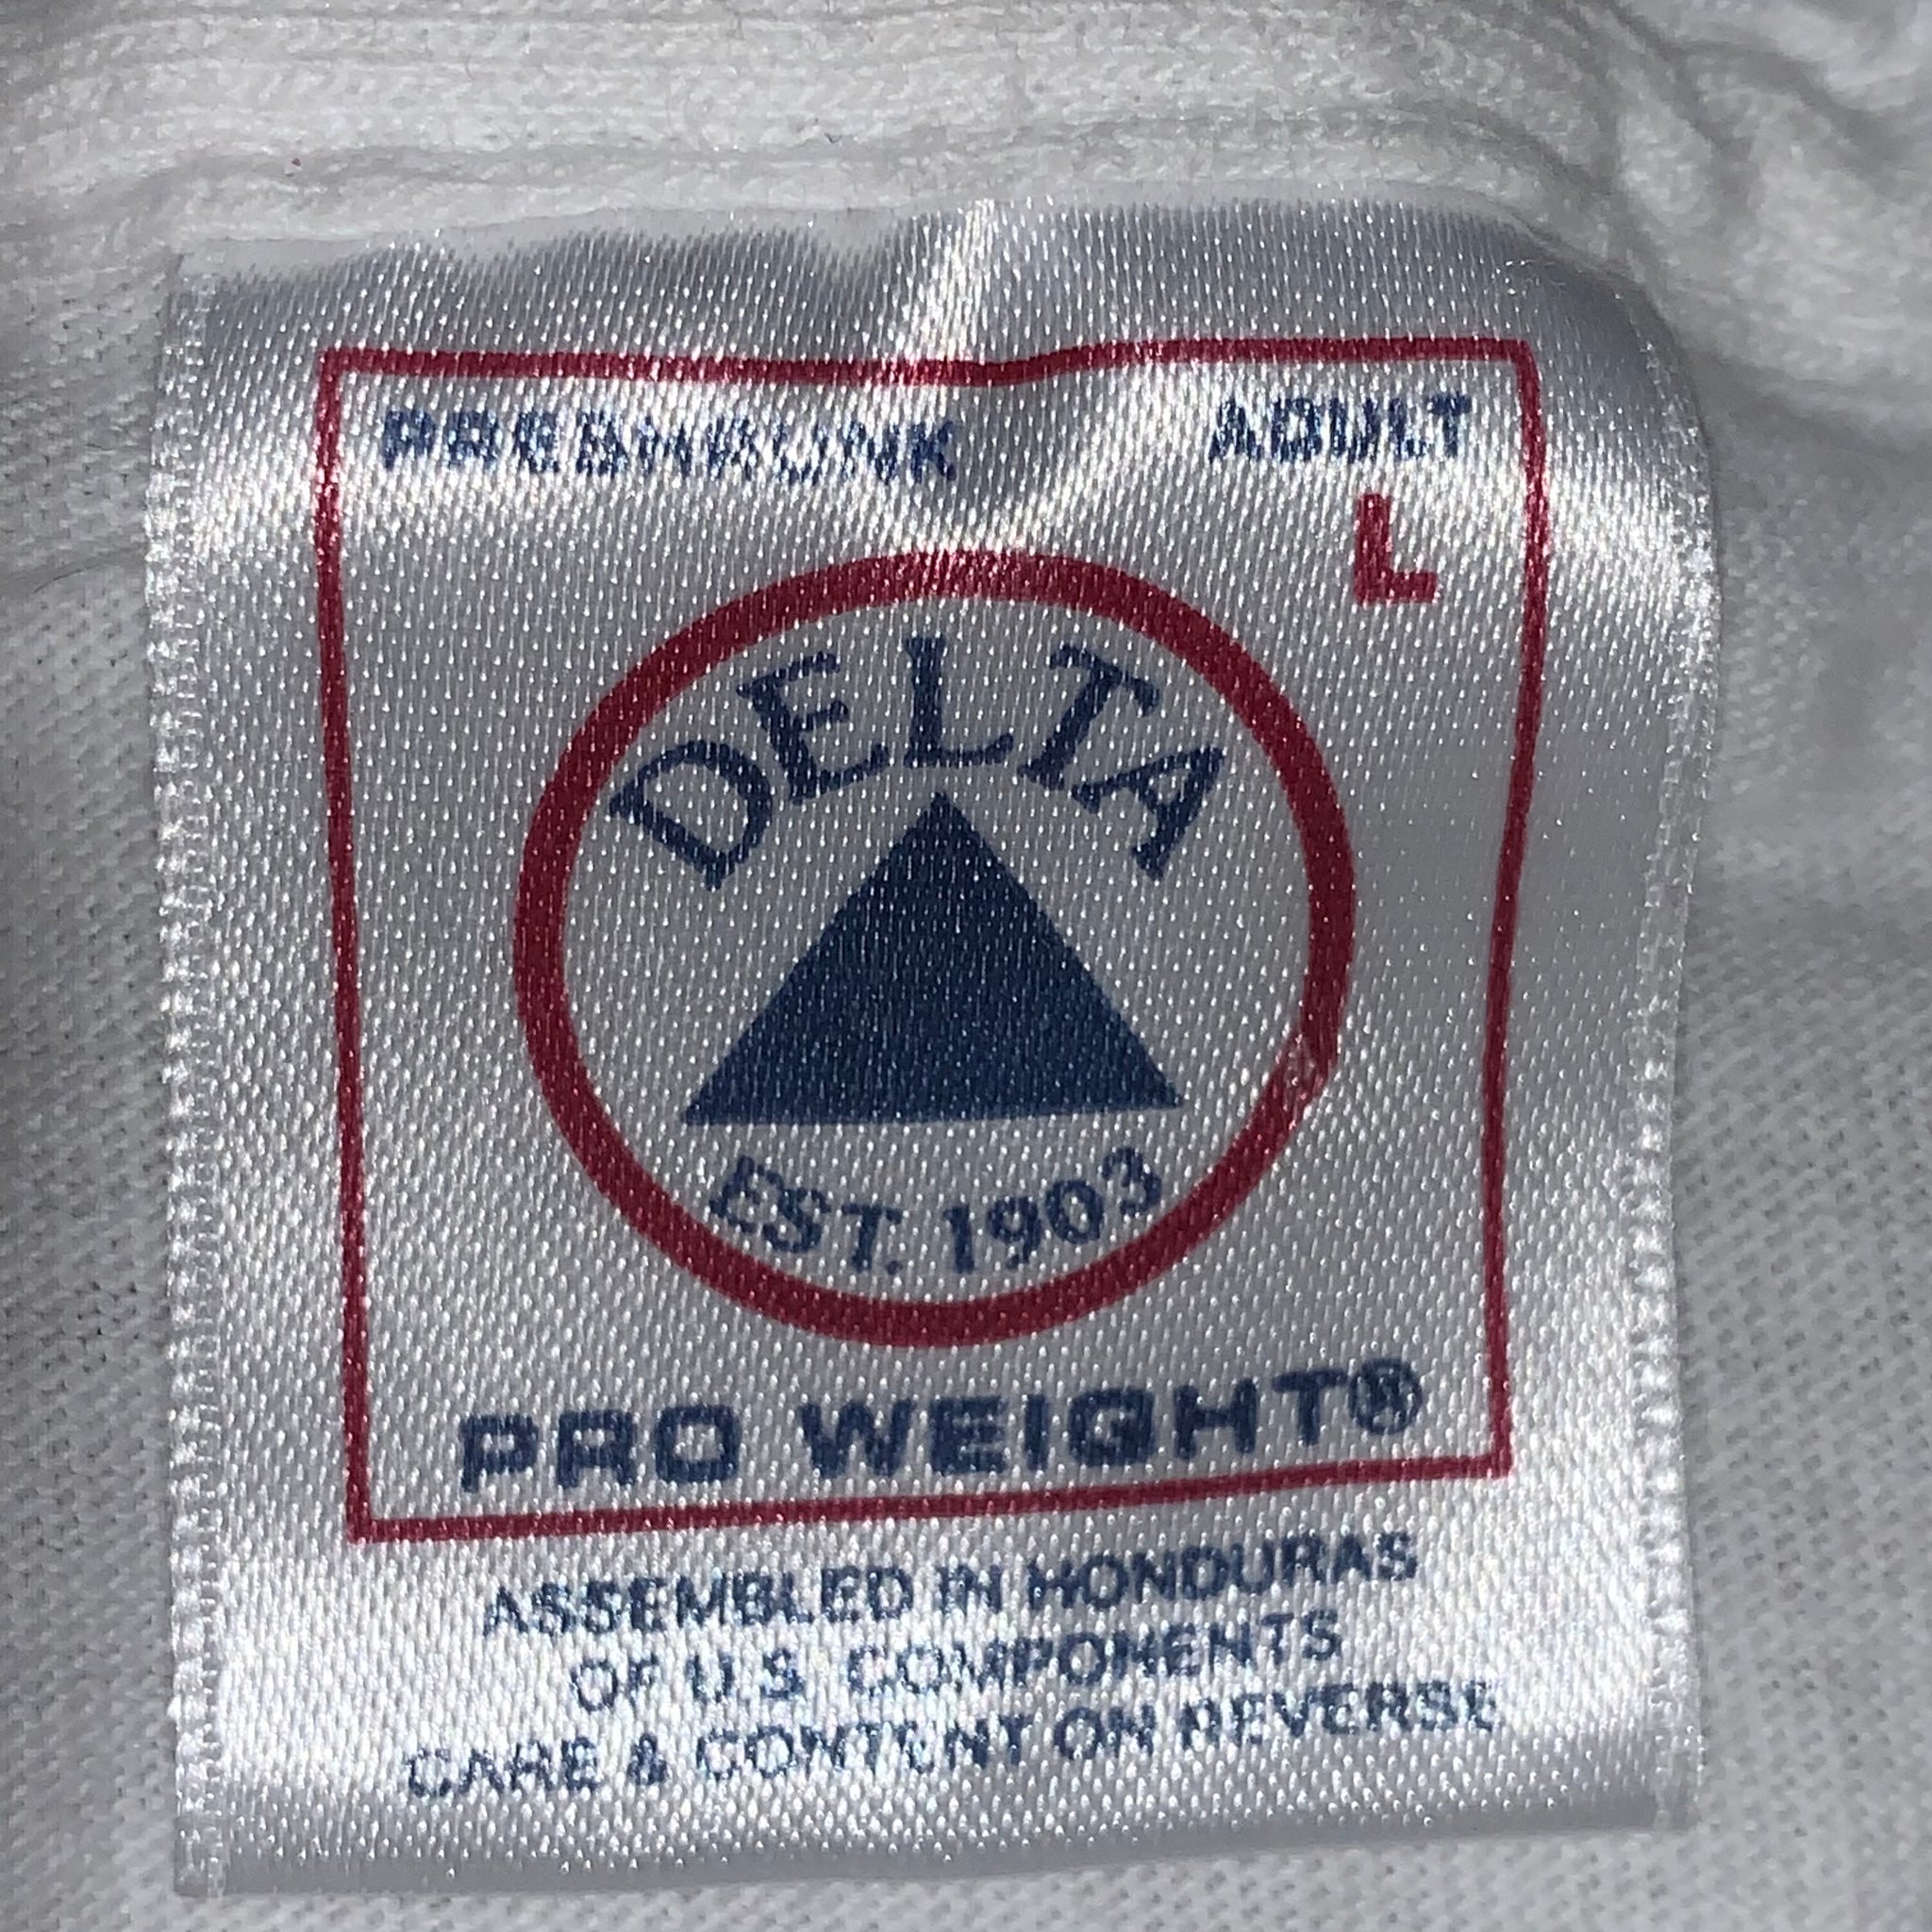 PRESHRUNK ADULT
L
DELTA
EST. 1903
PRO WEIGHT®
ASSEMBLED IN HONDURAS
OF U.S. COMPONENTS
CARE & CONTENT ON REVERSE